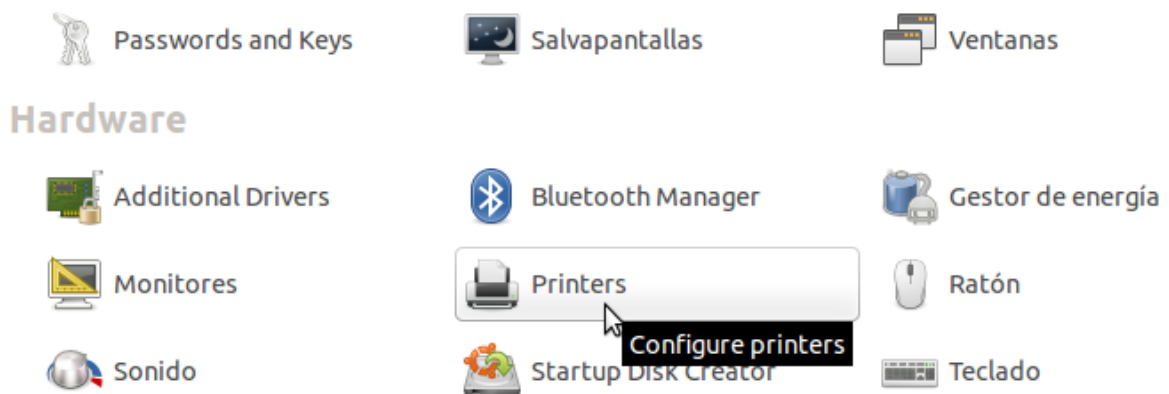 Passwords and Keys
Salvapantallas
Ventanas
Hardware
Additional Drivers
Bluetooth Manager
Gestor de energía
Monitores
Printers
Ratón
Configure printers
Sonido
Startup Disk Creator
Teclado